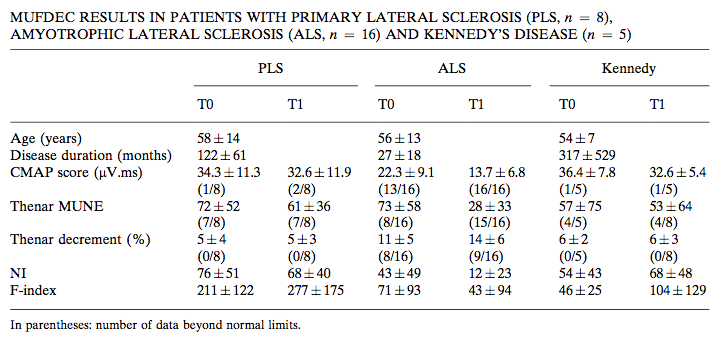 MUFDEC RESULTS IN PATIENTS WITH PRIMARY LATERAL SCLEROSIS (PLS, n = 8),
AMYOTROPHIC LATERAL SCLEROSIS (ALS, n = 16) AND KENNEDY'S DISEASE (n = 5)
PLS ALS Kennedy
T0 T1 T0 T1 T0 T1
Age (years) 58±14 56±13 54±7
Disease duration (months) 122±61 27±18 317±529
CMAP score (μV.ms) 34.3±11.3 32.6±11.9 22.3±9.1 13.7±6.8 36.4±7.8 32.6±5.4
(1/8) (2/8) (13/16) (16/16) (1/5) (1/5)
Thenar MUNE 72±52 61±36 73±58 28±33 57±75 53±64
(7/8) (7/8) (8/16) (15/16) (4/5) (4/8)
Thenar decrement (%) 5±4 5±3 11±5 14±6 6±2 6±3
(0/8) (0/8) (8/16) (9/16) (0/5) (0/8)
NI 76±51 68±40 43±49 12±23 54±43 68±48
F-index 211±122 277±175 71±93 43±94 46±25 104±129
In parentheses: number of data beyond normal limits.